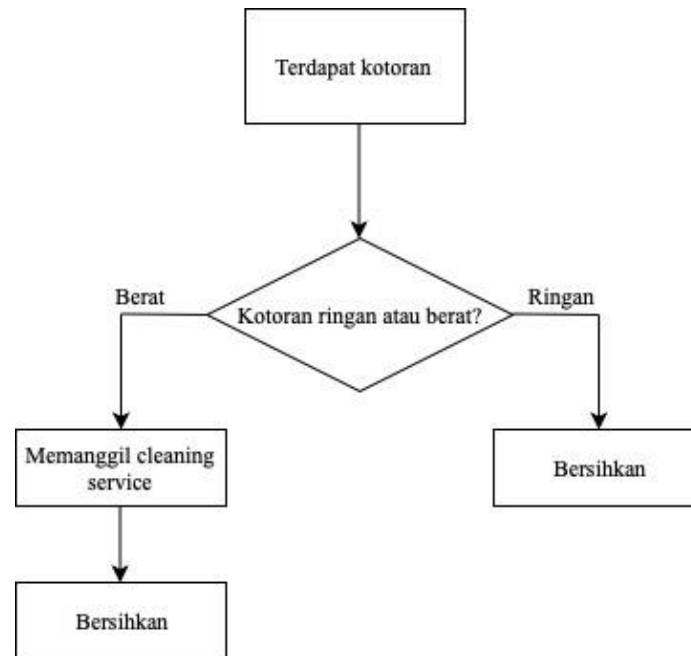 Terdapat kotoran
Berat
Kotoran ringan atau berat?
Ringan
Memanggil cleaning
service
Bersihkan
Bersihkan